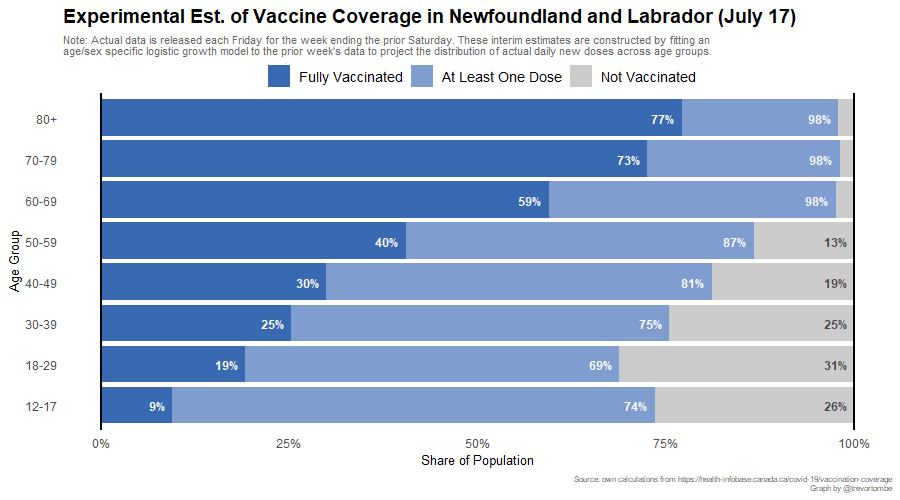 Experimental Est. of Vaccine Coverage in Newfoundland and Labrador (July 17)
Note: Actual data is released each Friday for the week ending the prior Saturday. These interim estimates are constructed by fitting an
age/sex specific logistic growth model to the prior week's data to project the distribution of actual daily new doses across age groups.
Fully Vaccinated At Least One Dose Not Vaccinated
80+ 77% 98%
70-79 73% 98%
60-69 59% 98%
50-59 40% 87% 13%
Age Group
40-49 30% 81% 19%
30-39 25% 75% 25%
18-29 19% 69% 31%
12-17 9% 74% 26%
0% 25% 50% 75% 100%
Share of Population
Source: own calculations from https://health-infobase.canada.ca/covid-19/vaccination-coverage
Graph by @trevortombe